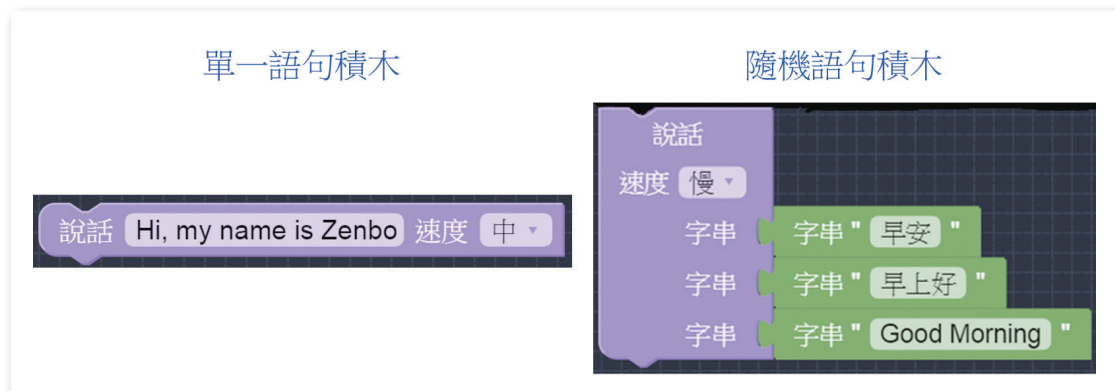 單一語句積木
說話 Hi, my name is Zenbo 速度 中
隨機語句積木
說話
速度 慢
字串 字串 " 早安 "
字串 字串 " 早上好 "
字串 字串 " Good Morning "